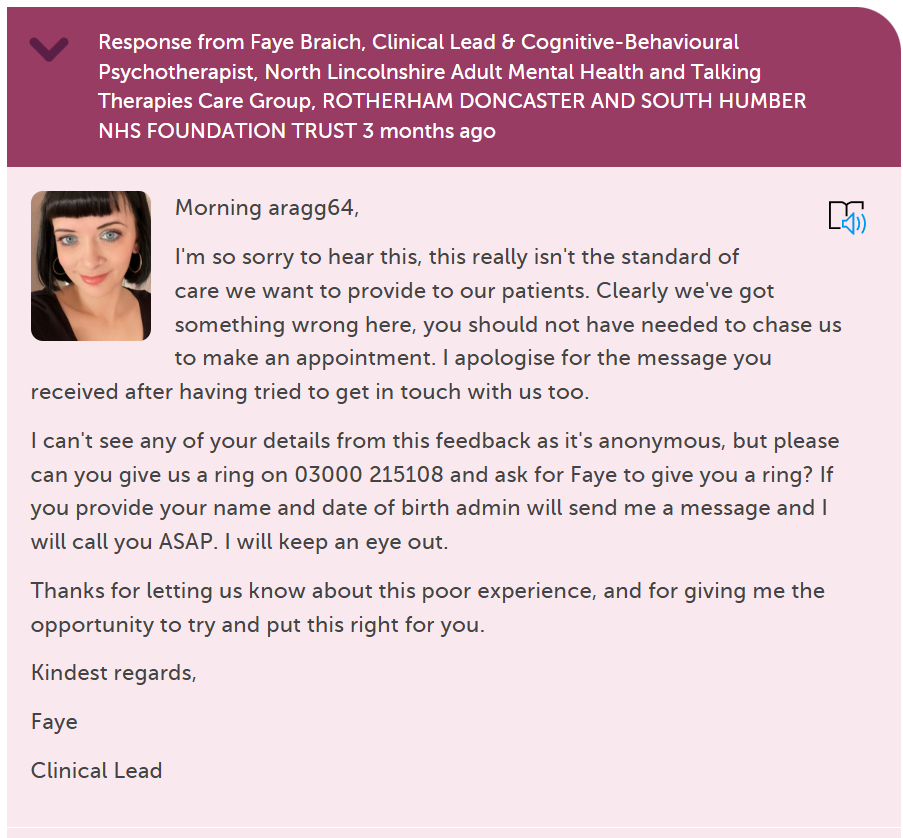 Response from Faye Braich, Clinical Lead & Cognitive-Behavioural
Psychotherapist, North Lincolnshire Adult Mental Health and Talking
Therapies Care Group, ROTHERHAM DONCASTER AND SOUTH HUMBER
NHS FOUNDATION TRUST 3 months ago
Morning aragg64,
I'm so sorry to hear this, this really isn't the standard of
care we want to provide to our patients. Clearly we've got
something wrong here, you should not have needed to chase us
to make an appointment. I apologise for the message you
received after having tried to get in touch with us too.
I can't see any of your details from this feedback as it's anonymous, but please
can you give us a ring on 03000 215108 and ask for Faye to give you a ring? If
you provide your name and date of birth admin will send me a message and I
will call you ASAP. I will keep an eye out.
Thanks for letting us know about this poor experience, and for giving me the
opportunity to try and put this right for you.
Kindest regards,
Faye
Clinical Lead